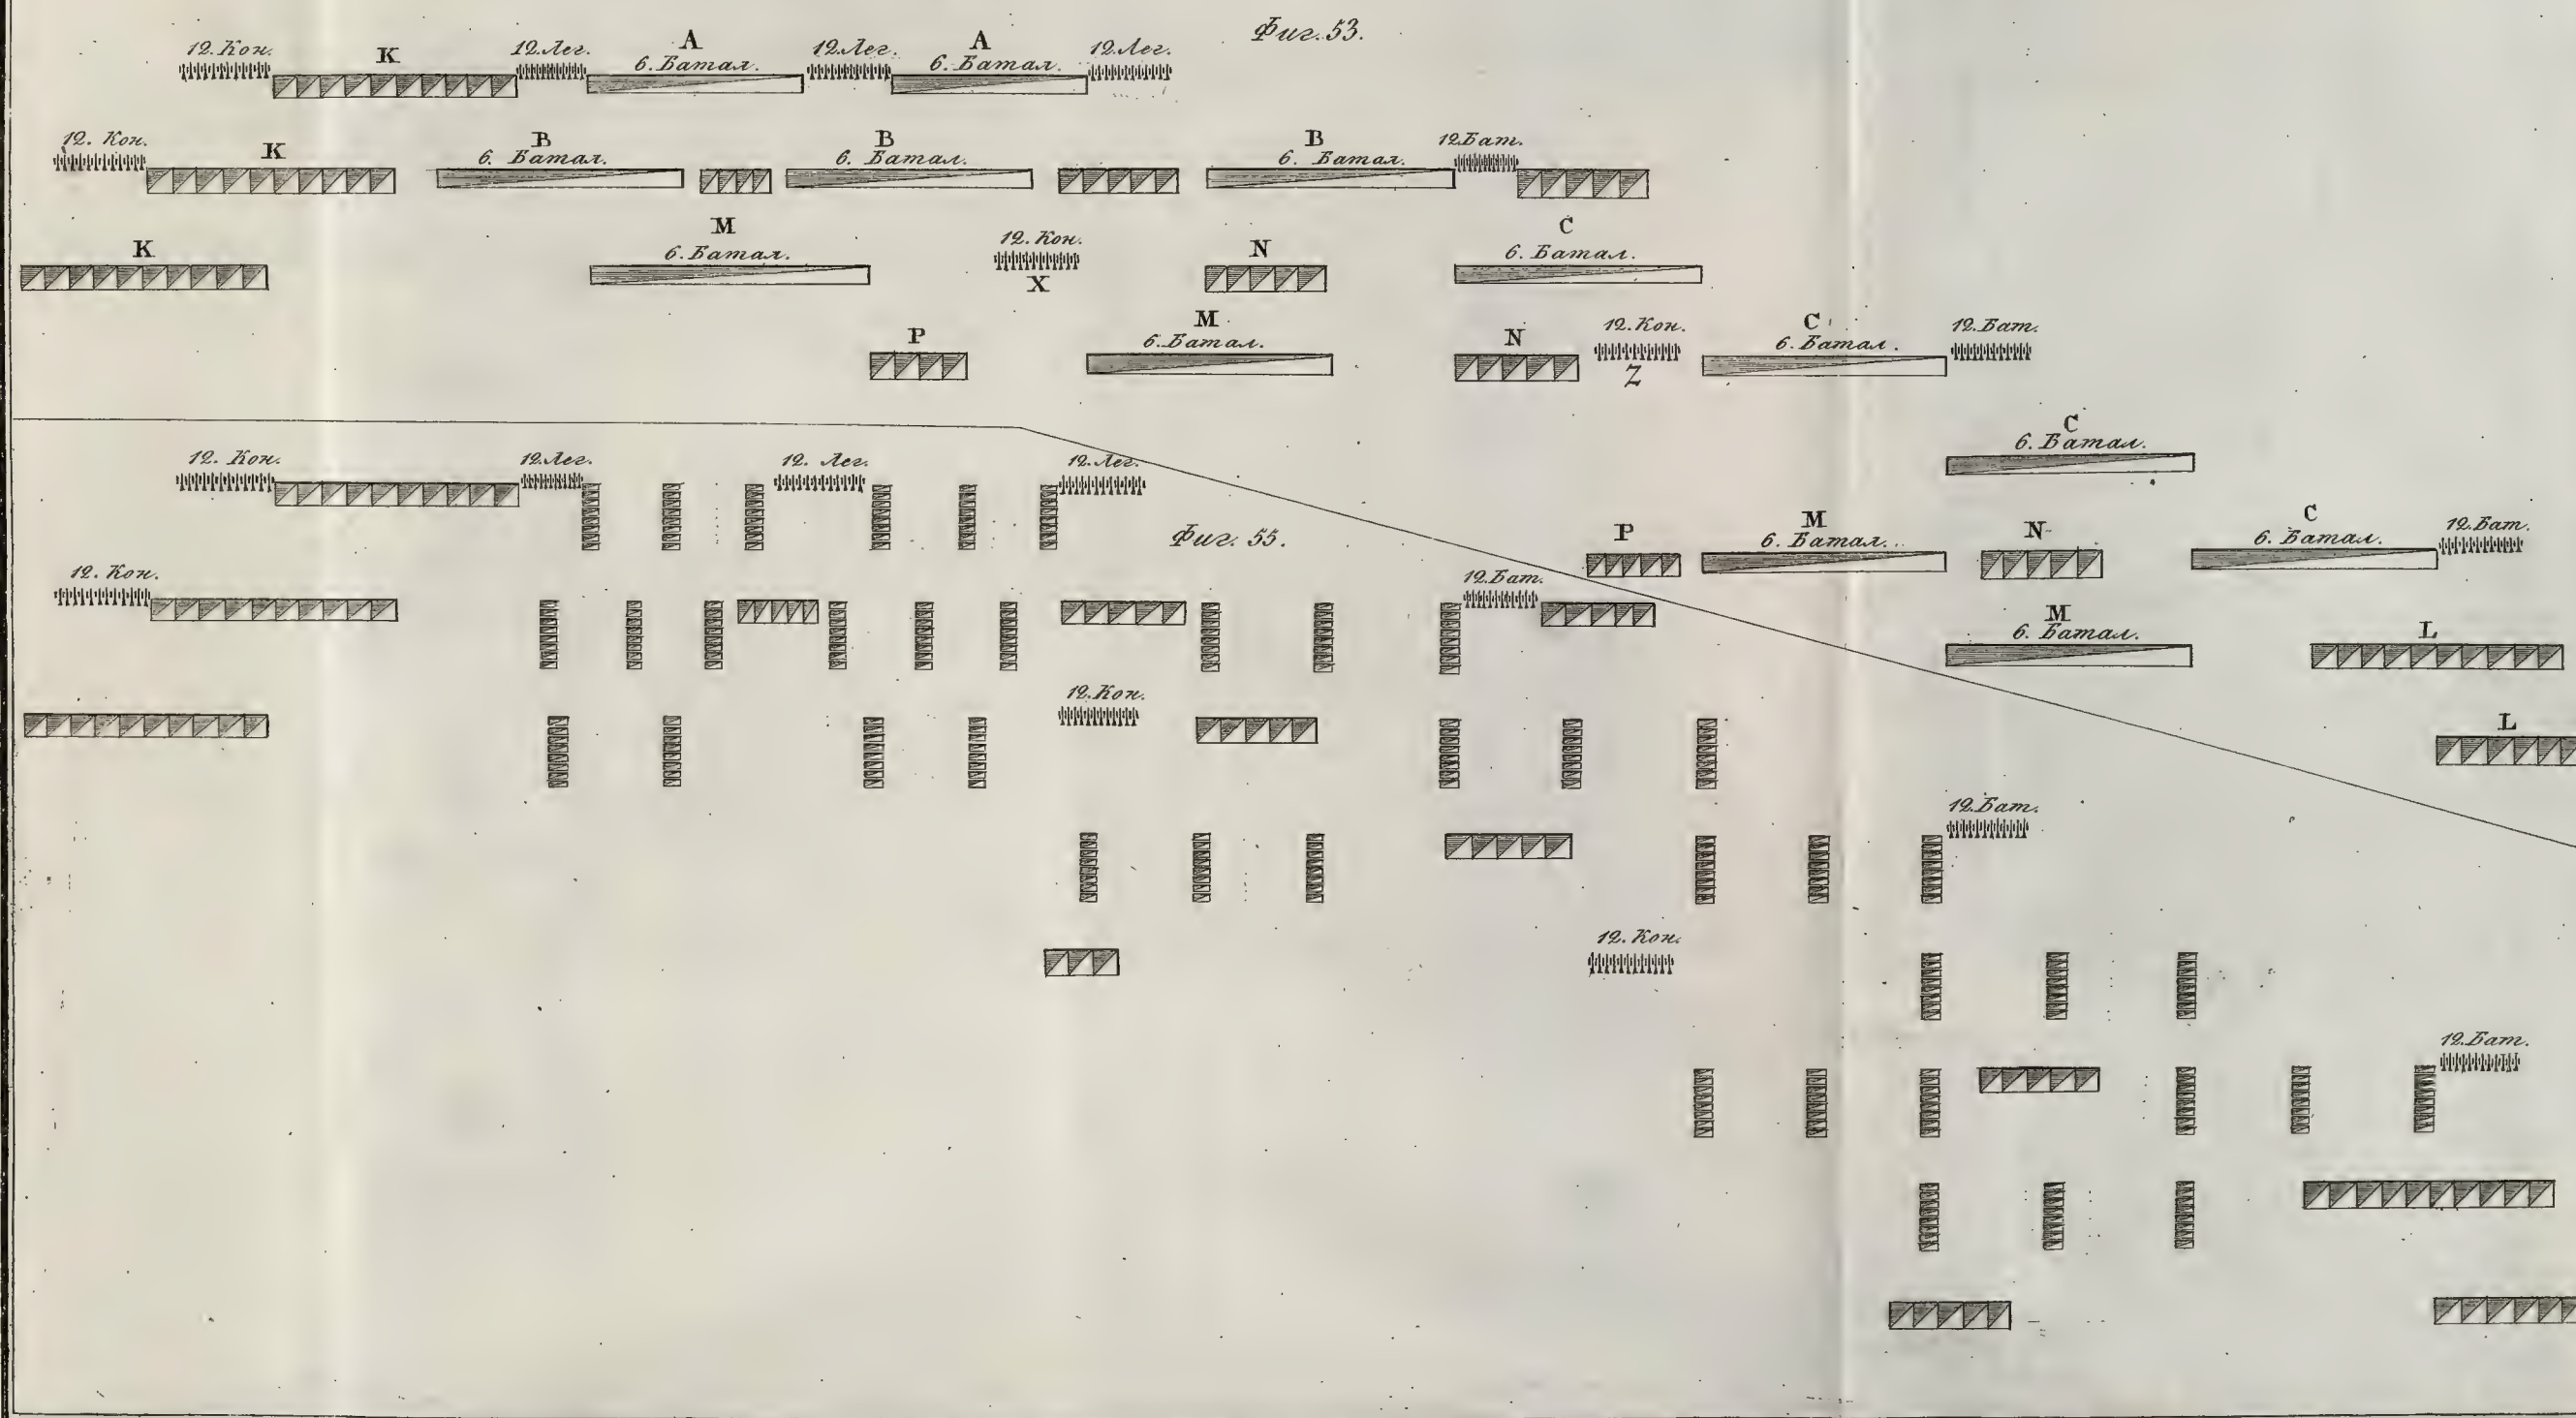 Фиг. 53.
12. Кон. K 12. Лег. A 12. Лег. A 12. Лег.
6. Батал. 6. Батал.
12. Кон. K B B B 12. Бат.
6. Батал. 6. Батал. 6. Батал.
K M 12. Кон. N C
6. Батал. X 6. Батал.
P M N 12. Кон. C 12. Бат.
6. Батал. Z 6. Батал.
C
6. Батал.
P M N C 12. Бат.
6. Батал. 6. Батал.
M L
6. Батал.
L
12. Кон. 12. Лег. 12. Лег. 12. Лег.
Фиг. 55.
12. Кон. 12. Бат.
12. Кон.
12. Бат.
12. Кон.
12. Бат.